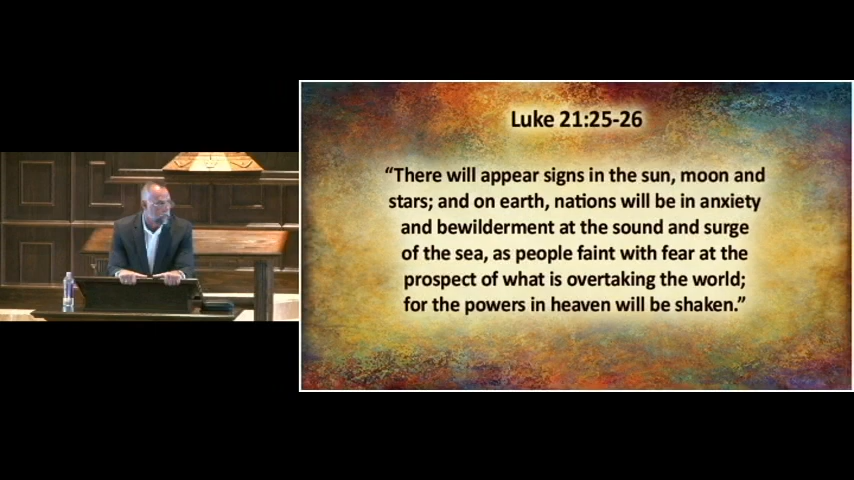 Luke 21:25-26
“There will appear signs in the sun, moon and
stars; and on earth, nations will be in anxiety
and bewilderment at the sound and surge
of the sea, as people faint with fear at the
prospect of what is overtaking the world;
for the powers in heaven will be shaken.”